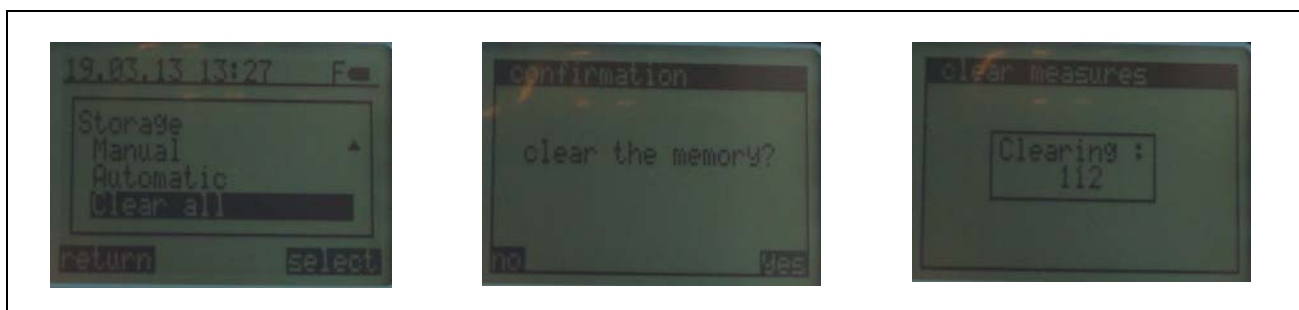 19.03.13 13:27 F
Storage
Manual
Automatic
Clear all
return select
confirmation
clear the memory?
no yes
clear measures
Clearing :
112